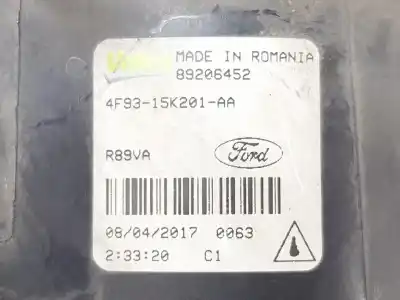 MADE IN ROMANIA
89206452
4F93-15K201-AA
R89VA
Ford
08/04/2017 0063
2:33:20 C1